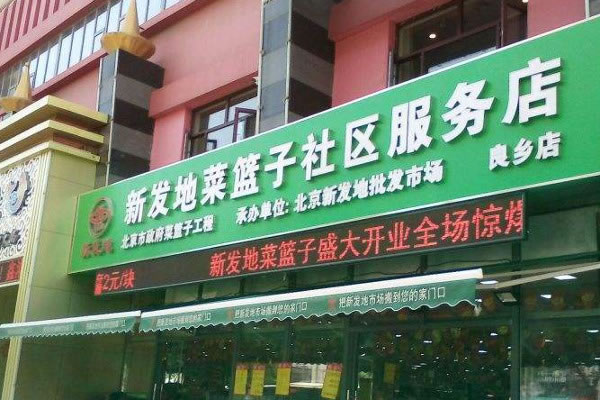 新发地菜篮子社区服务店
北京市政府菜篮子工程
承办单位: 北京新发地批发市场
良乡店
2元/块
新发地菜篮子盛大开业全场惊爆
把新发地市场搬到您的家门口
把新发地市场搬到您的家门口